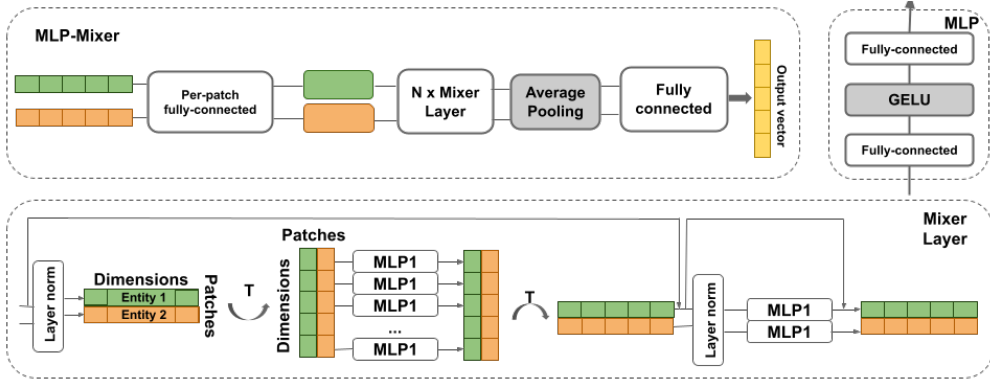 MLP-Mixer
Per-patch
fully-connected
N x Mixer
Layer
Average
Pooling
Fully
connected
Output vector
MLP
Fully-connected
GELU
Fully-connected
Mixer
Layer
Layer norm
Dimensions
Entity 1
Entity 2
Patches
T
Patches
Dimensions
MLP1
MLP1
MLP1
...
MLP1
T
Layer norm
MLP1
MLP1